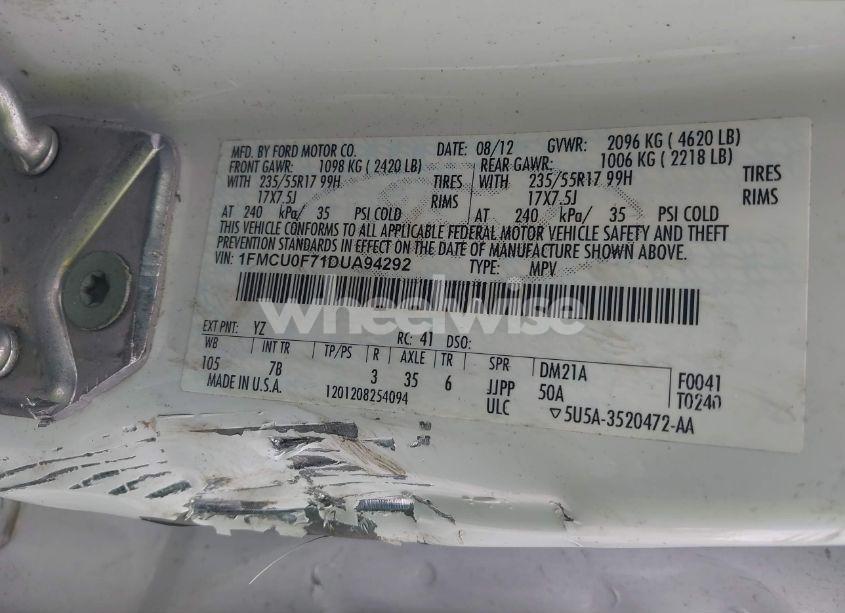 MFD. BY FORD MOTOR CO. DATE: 08/12 GVWR: 2096 KG ( 4620 LB)
FRONT GAWR: 1098 KG ( 2420 LB) REAR GAWR: 1006 KG ( 2218 LB)
WITH 235/55R17 99H TIRES WITH 235/55R17 99H TIRES
17X7.5J RIMS 17X7.5J RIMS
AT 240 kPa/ 35 PSI COLD AT 240 kPa/ 35 PSI COLD
THIS VEHICLE CONFORMS TO ALL APPLICABLE FEDERAL MOTOR VEHICLE SAFETY AND THEFT
PREVENTION STANDARDS IN EFFECT ON THE DATE OF MANUFACTURE SHOWN ABOVE.
VIN: 1FMCU0F71DUA94292 TYPE: MPV
wheelwise
EXT PNT: YZ RC: 41 DSO:
WB INT TR TP/PS R AXLE TR SPR DM21A F0041
105 7B 3 35 6 JJPP 50A T0240
MADE IN U.S.A. 1201208254094 ULC ▽5U5A-3520472-AA